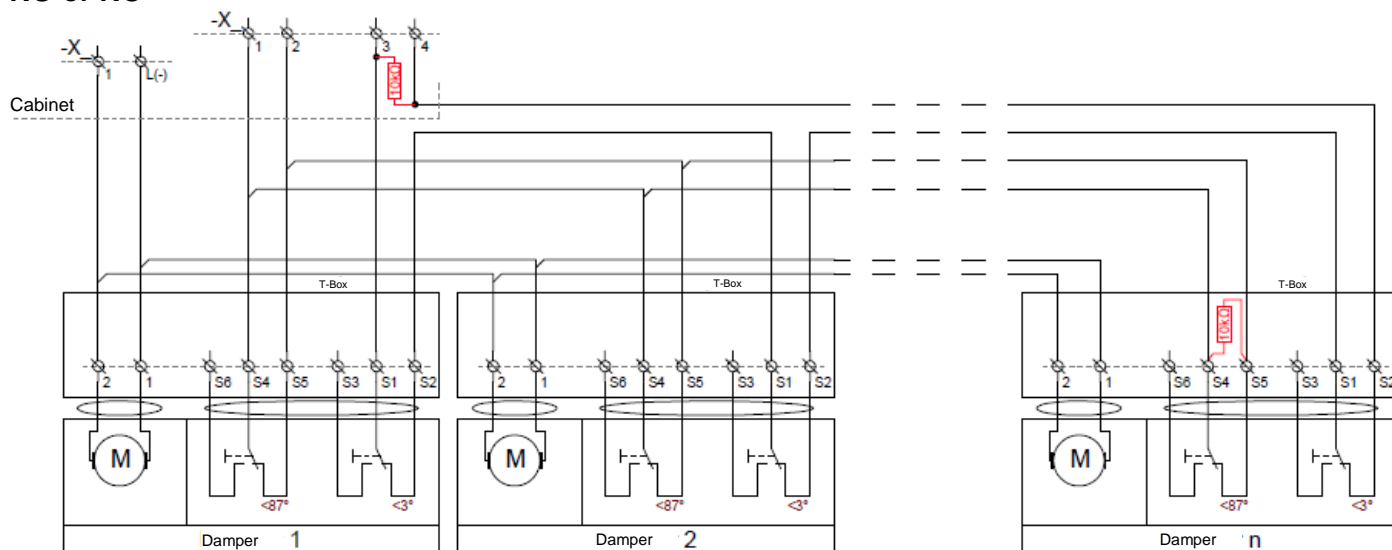 -X_
1
2
3
4
-X_
1
L(-)
10kΩ
Cabinet
T-Box
T-Box
T-Box
10kΩ
2
1
S6
S4
S5
S3
S1
S2
2
1
S6
S4
S5
S3
S1
S2
2
1
S6
S4
S5
S3
S1
S2
M
<87°
<3°
M
<87°
<3°
M
<87°
<3°
Damper 1
Damper 2
Damper n